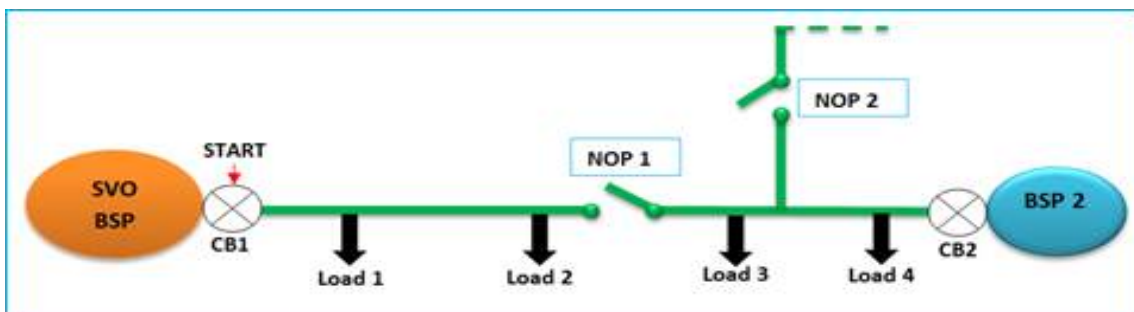 NOP 2
START
NOP 1
SVO
BSP
BSP 2
CB1
CB2
Load 1
Load 2
Load 3
Load 4